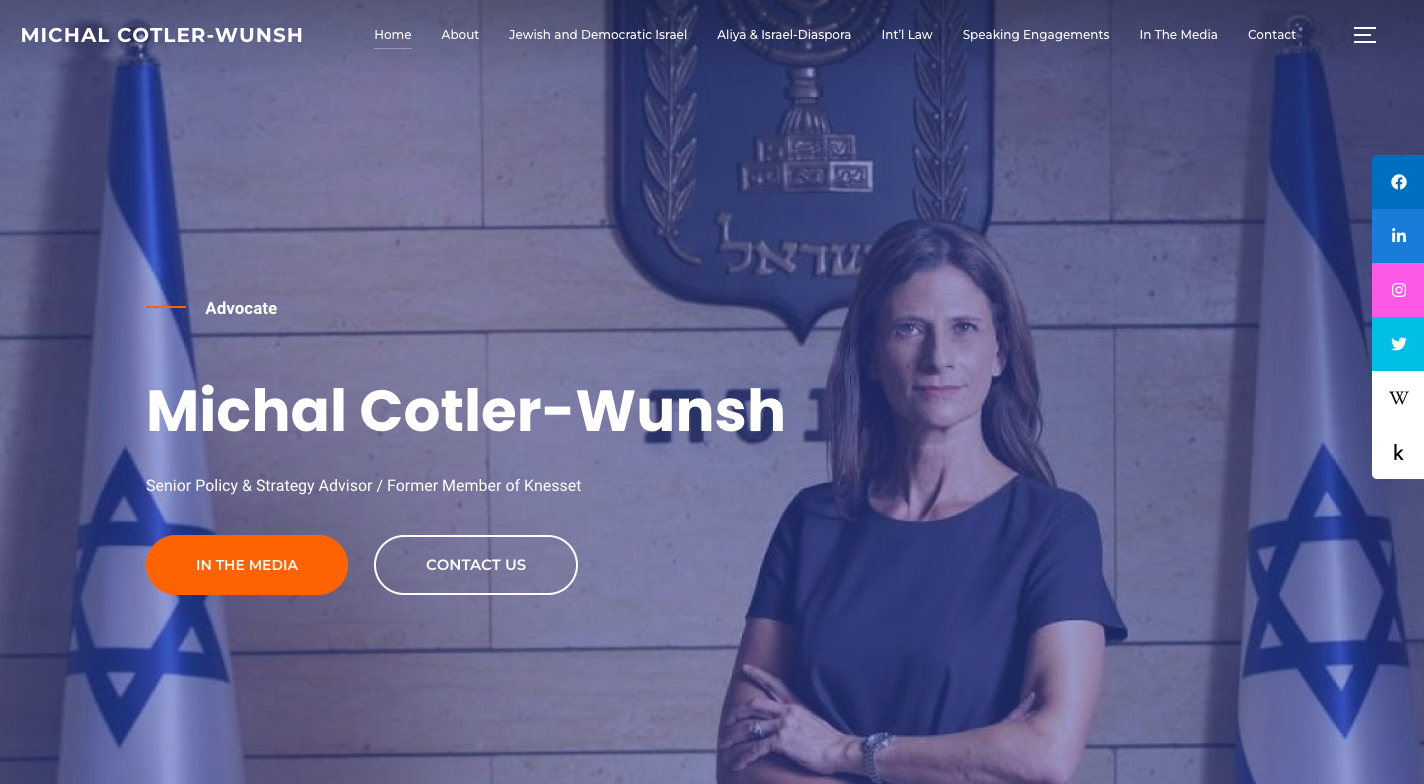 MICHAL COTLER-WUNSH
Home About Jewish and Democratic Israel Aliya & Israel-Diaspora Int'l Law Speaking Engagements In The Media Contact
ישראל
Advocate
Michal Cotler-Wunsh
Senior Policy & Strategy Advisor / Former Member of Knesset
IN THE MEDIA CONTACT US
in
W
k